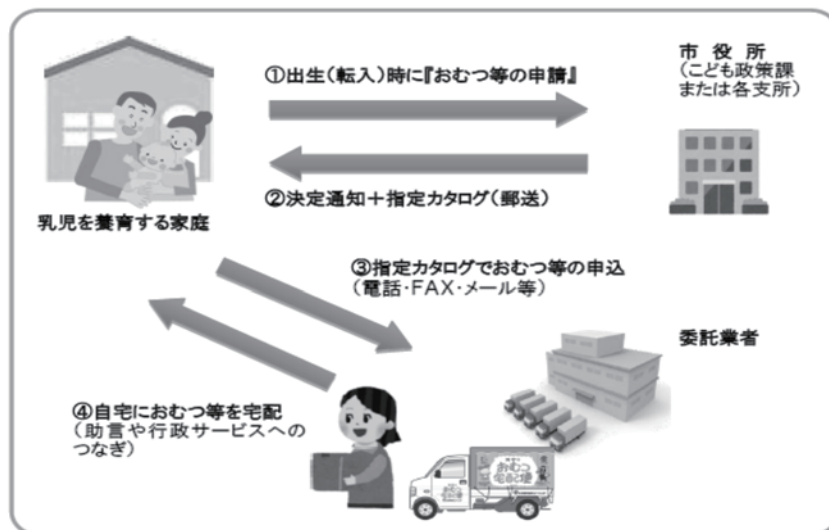 ①出生（転入）時に『おむつ等の申請』
市 役 所
（こども政策課
または各支所）
②決定通知＋指定カタログ（郵送）
乳児を養育する家庭
③指定カタログでおむつ等の申込
（電話・FAX・メール等）
委託業者
④自宅におむつ等を宅配
（助言や行政サービスへの
つなぎ）
おむつ
宅配便